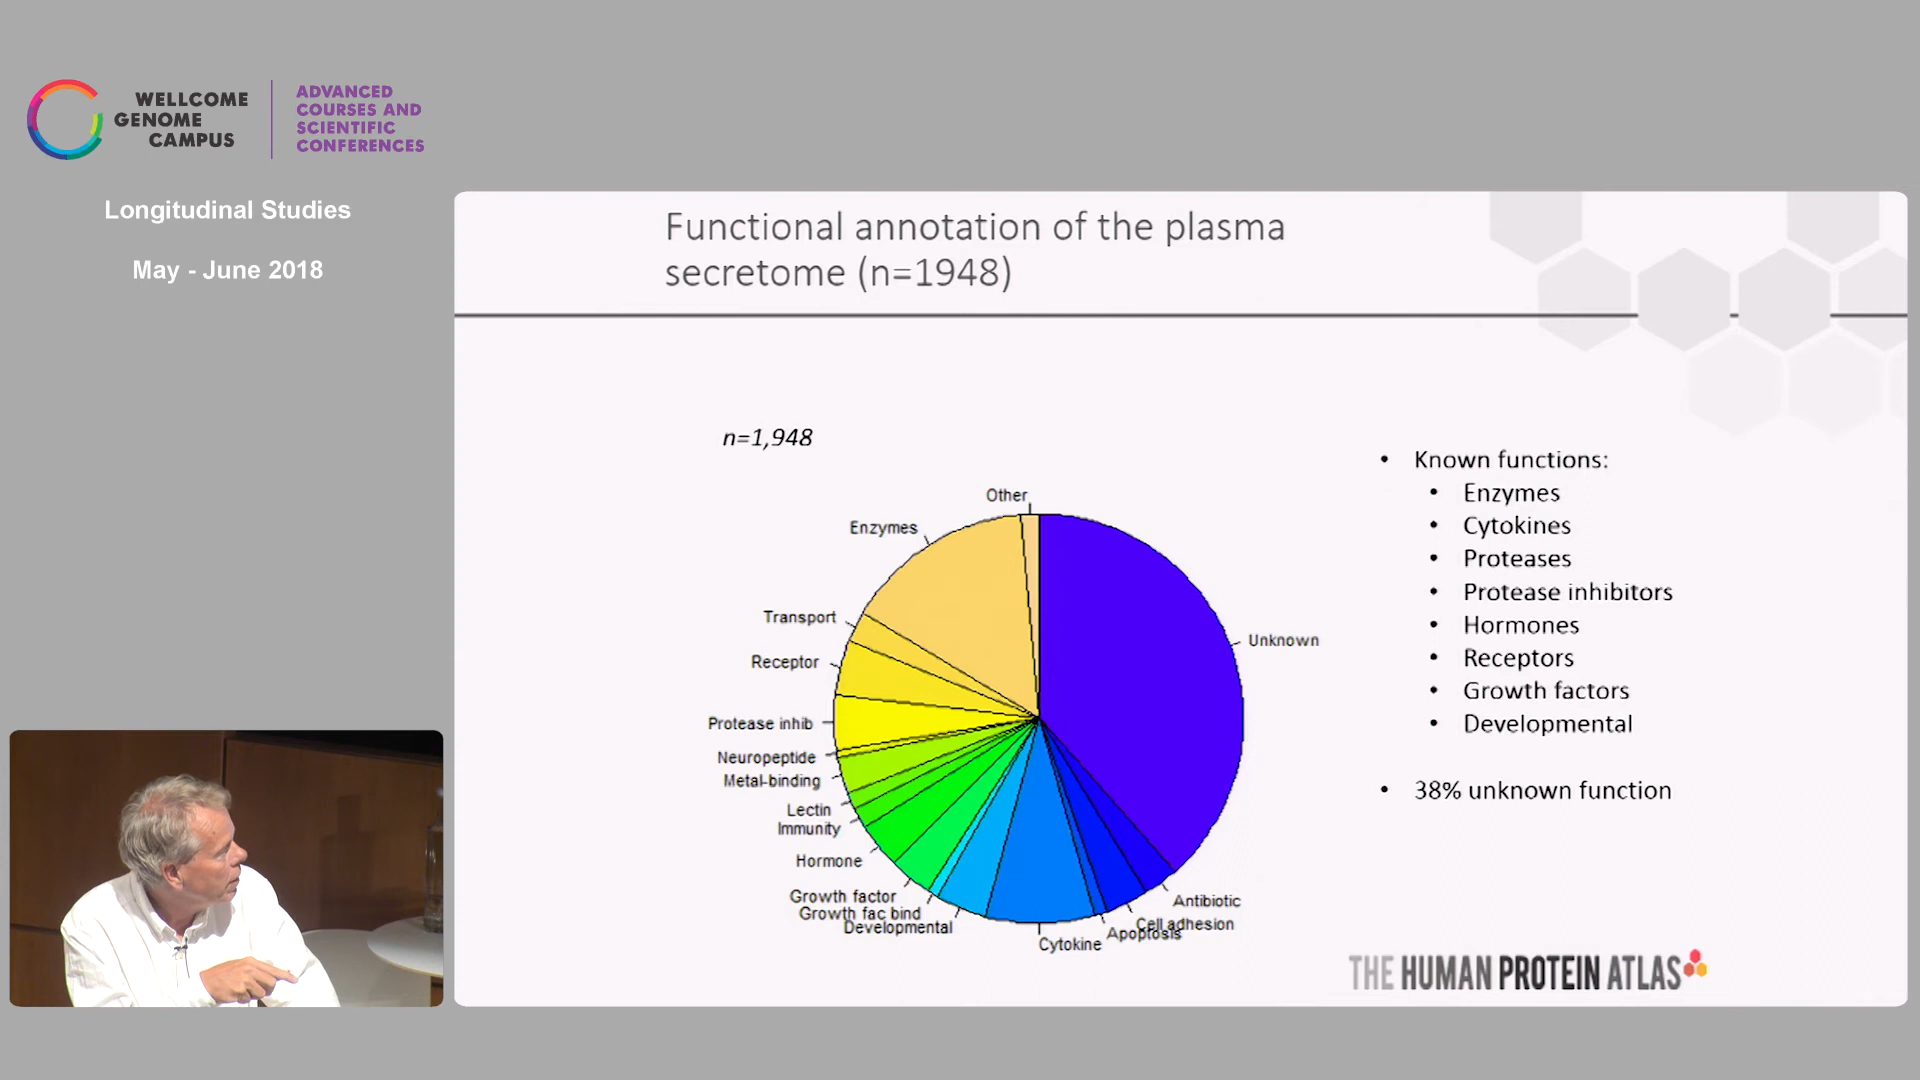 WELLCOME
GENOME
CAMPUS
ADVANCED
COURSES AND
SCIENTIFIC
CONFERENCES
Longitudinal Studies
May - June 2018
Functional annotation of the plasma
secretome (n=1948)
n=1,948
Other
Enzymes
Transport
Receptor
Protease inhib
Neuropeptide
Metal-binding
Lectin
Immunity
Hormone
Growth factor
Growth fac bind
Developmental
Cytokine
Apoptosis
Cell adhesion
Antibiotic
Unknown
• Known functions:
• Enzymes
• Cytokines
• Proteases
• Protease inhibitors
• Hormones
• Receptors
• Growth factors
• Developmental
• 38% unknown function
THE HUMAN PROTEIN ATLAS